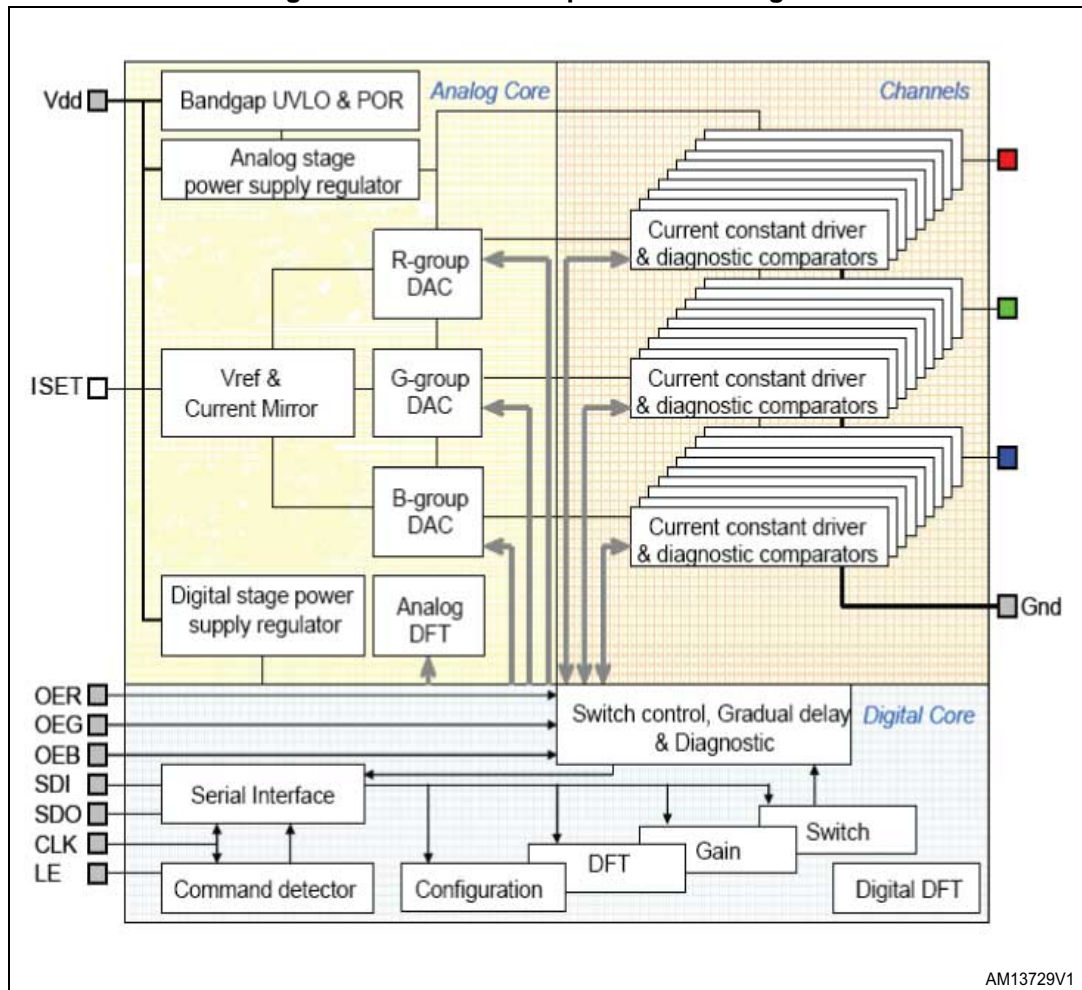 Vdd
Bandgap UVLO & POR
Analog Core
Channels
Analog stage
power supply regulator
R-group
DAC
Current constant driver
& diagnostic comparators
ISET
Vref &
Current Mirror
G-group
DAC
Current constant driver
& diagnostic comparators
B-group
DAC
Current constant driver
& diagnostic comparators
Digital stage power
supply regulator
Analog
DFT
Gnd
OER
OEG
OEB
SDI
SDO
CLK
LE
Switch control, Gradual delay
& Diagnostic
Digital Core
Serial Interface
Command detector
Configuration
DFT
Gain
Switch
Digital DFT
AM13729V1